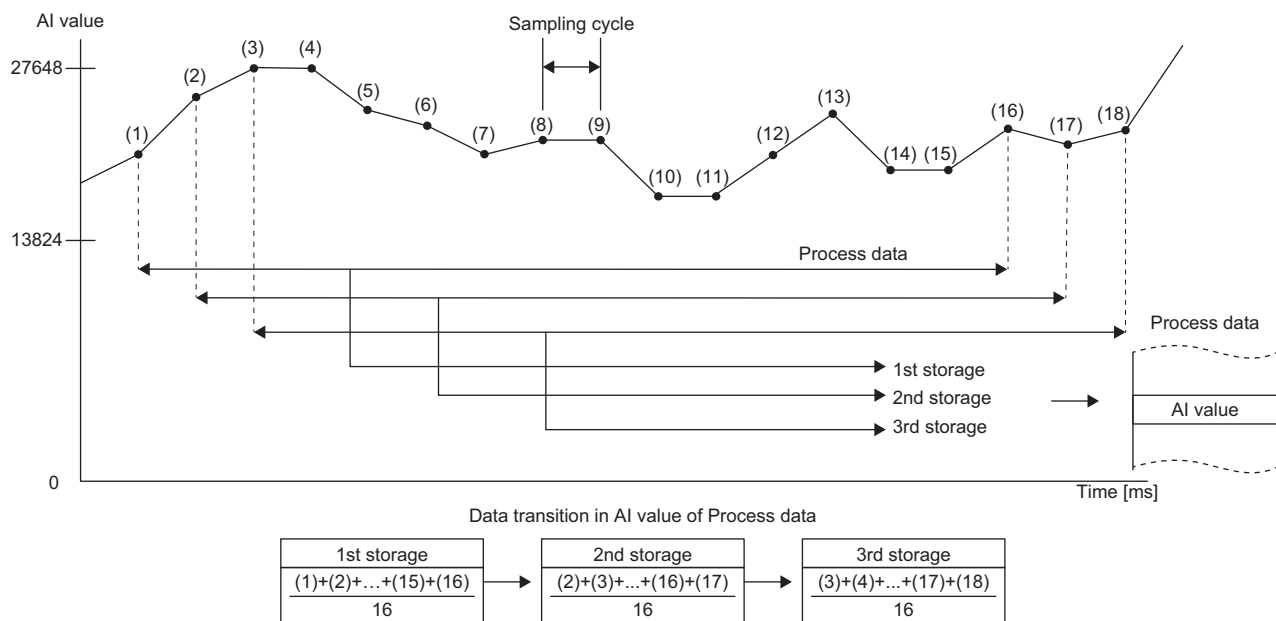 AI value
Sampling cycle
27648
(1)
(2)
(3)
(4)
(5)
(6)
(7)
(8)
(9)
(10)
(11)
(12)
(13)
(14)
(15)
(16)
(17)
(18)
13824
Process data
Process data
1st storage
2nd storage
3rd storage
AI value
0
Time [ms]
Data transition in AI value of Process data
1st storage
(1)+(2)+...+(15)+(16)
16
2nd storage
(2)+(3)+...+(16)+(17)
16
3rd storage
(3)+(4)+...+(17)+(18)
16